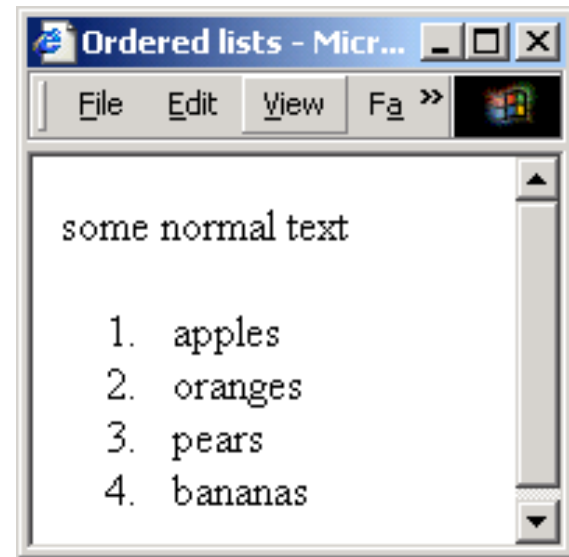 Ordered lists - Micr...
File Edit View Fa »
some normal text
1. apples
2. oranges
3. pears
4. bananas